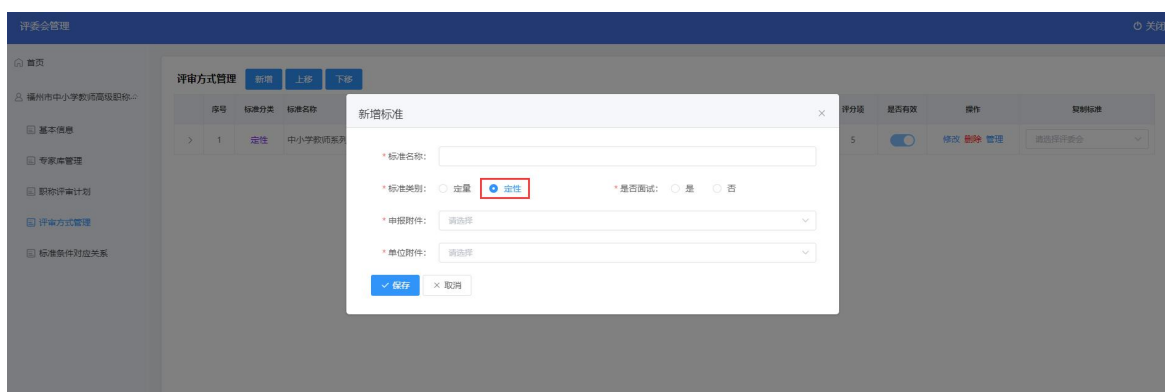 评委会管理
关闭
首页
福州市中小学教师高级职称...
基本信息
专家库管理
职称评审计划
评审方式管理
标准条件对应关系
评审方式管理 新增 上移 下移
序号 标准分类 标准名称 评分项 是否有效 操作 复制标准
1 定性 中小学教师系列 5 修改 删除 管理 请选择评委会
新增标准
*标准名称:
*标准类别: 定量 定性 *是否面试: 是 否
*申报附件: 请选择
*单位附件: 请选择
保存 取消